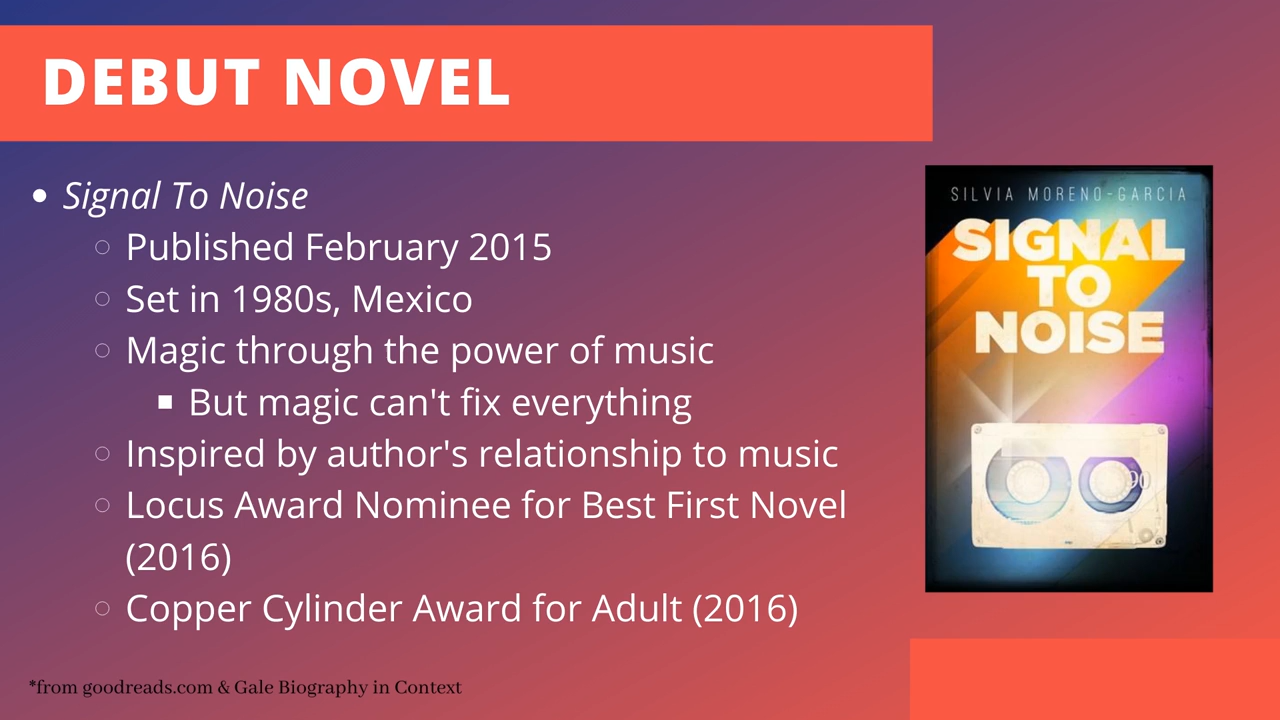 DEBUT NOVEL
Signal To Noise
Published February 2015
Set in 1980s, Mexico
Magic through the power of music
But magic can't fix everything
Inspired by author's relationship to music
Locus Award Nominee for Best First Novel
(2016)
Copper Cylinder Award for Adult (2016)
*from goodreads.com & Gale Biography in Context
SILVIA MORENO-GARCIA
SIGNAL
TO
NOISE
90